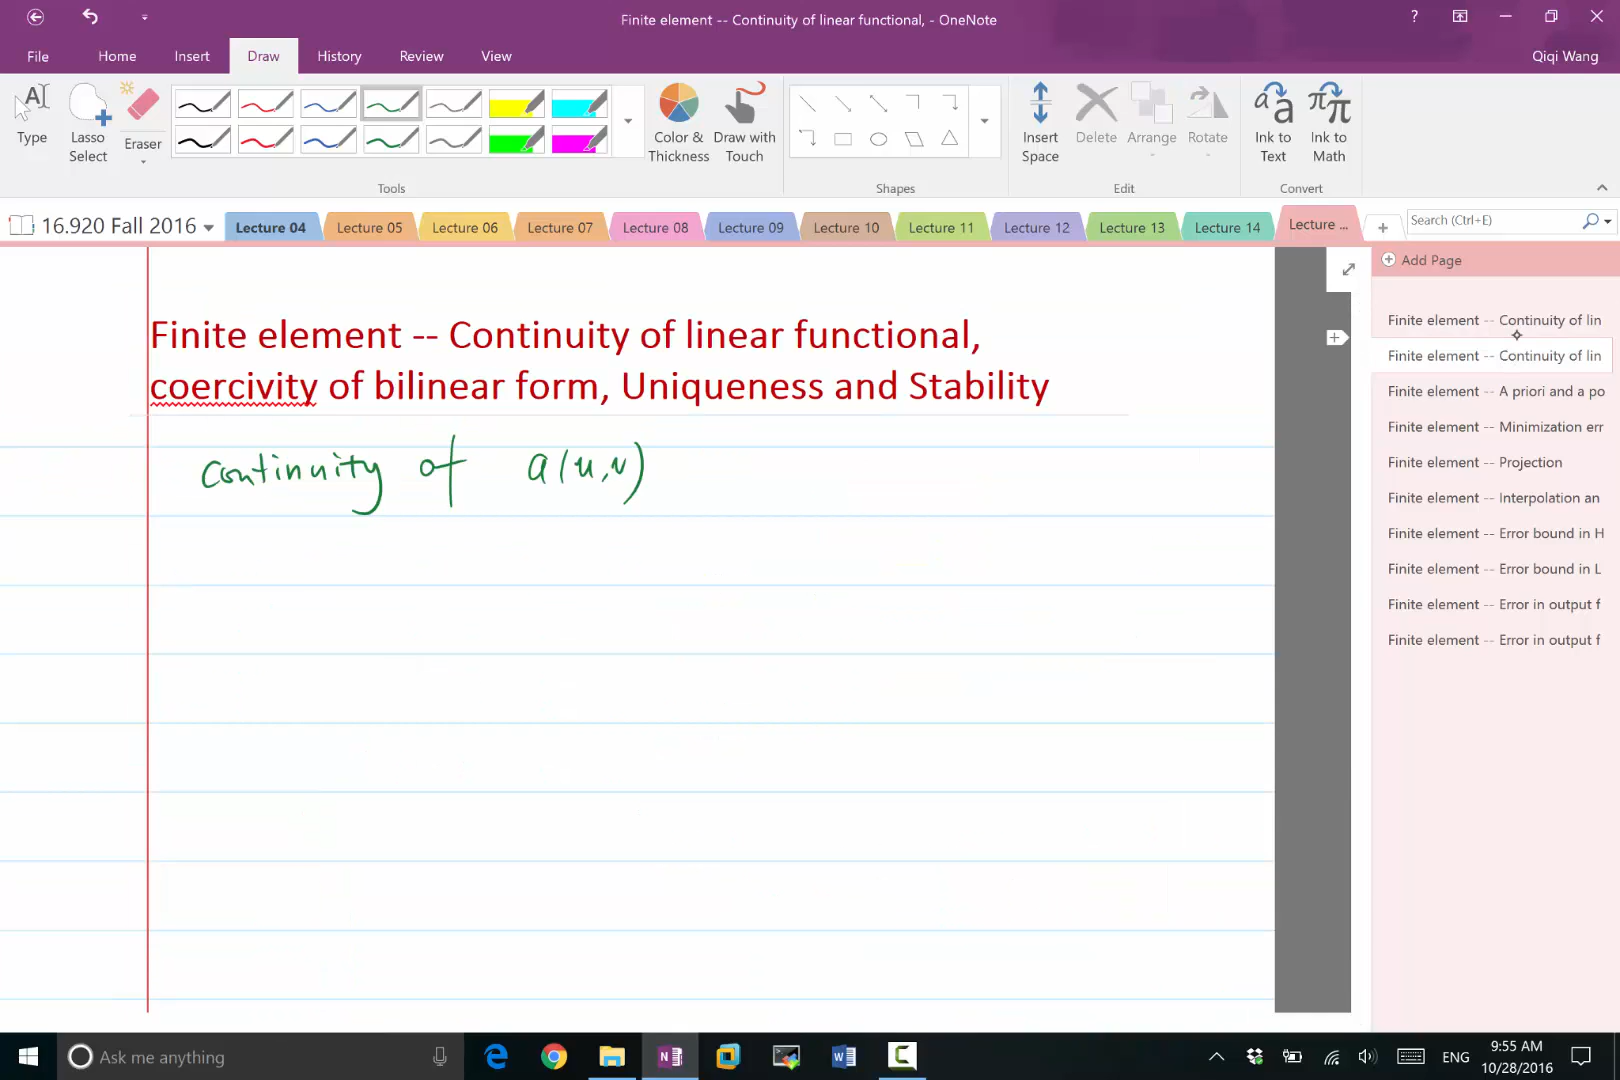 Finite element -- Continuity of linear functional, - OneNote
File
Home
Insert
Draw
History
Review
View
Qiqi Wang
Type
Lasso
Select
Eraser
Color &
Thickness
Draw with
Touch
Insert
Space
Delete
Arrange
Rotate
Ink to
Text
Ink to
Math
Tools
Shapes
Edit
Convert
16.920 Fall 2016
Lecture 04
Lecture 05
Lecture 06
Lecture 07
Lecture 08
Lecture 09
Lecture 10
Lecture 11
Lecture 12
Lecture 13
Lecture 14
Lecture ...
Search (Ctrl+E)
Add Page
Finite element -- Continuity of lin
Finite element -- Continuity of lin
Finite element -- A priori and a po
Finite element -- Minimization err
Finite element -- Projection
Finite element -- Interpolation an
Finite element -- Error bound in H
Finite element -- Error bound in L
Finite element -- Error in output f
Finite element -- Error in output f
Finite element -- Continuity of linear functional,
coercivity of bilinear form, Uniqueness and Stability
continuity of a(u,v)
Ask me anything
ENG
9:55 AM
10/28/2016